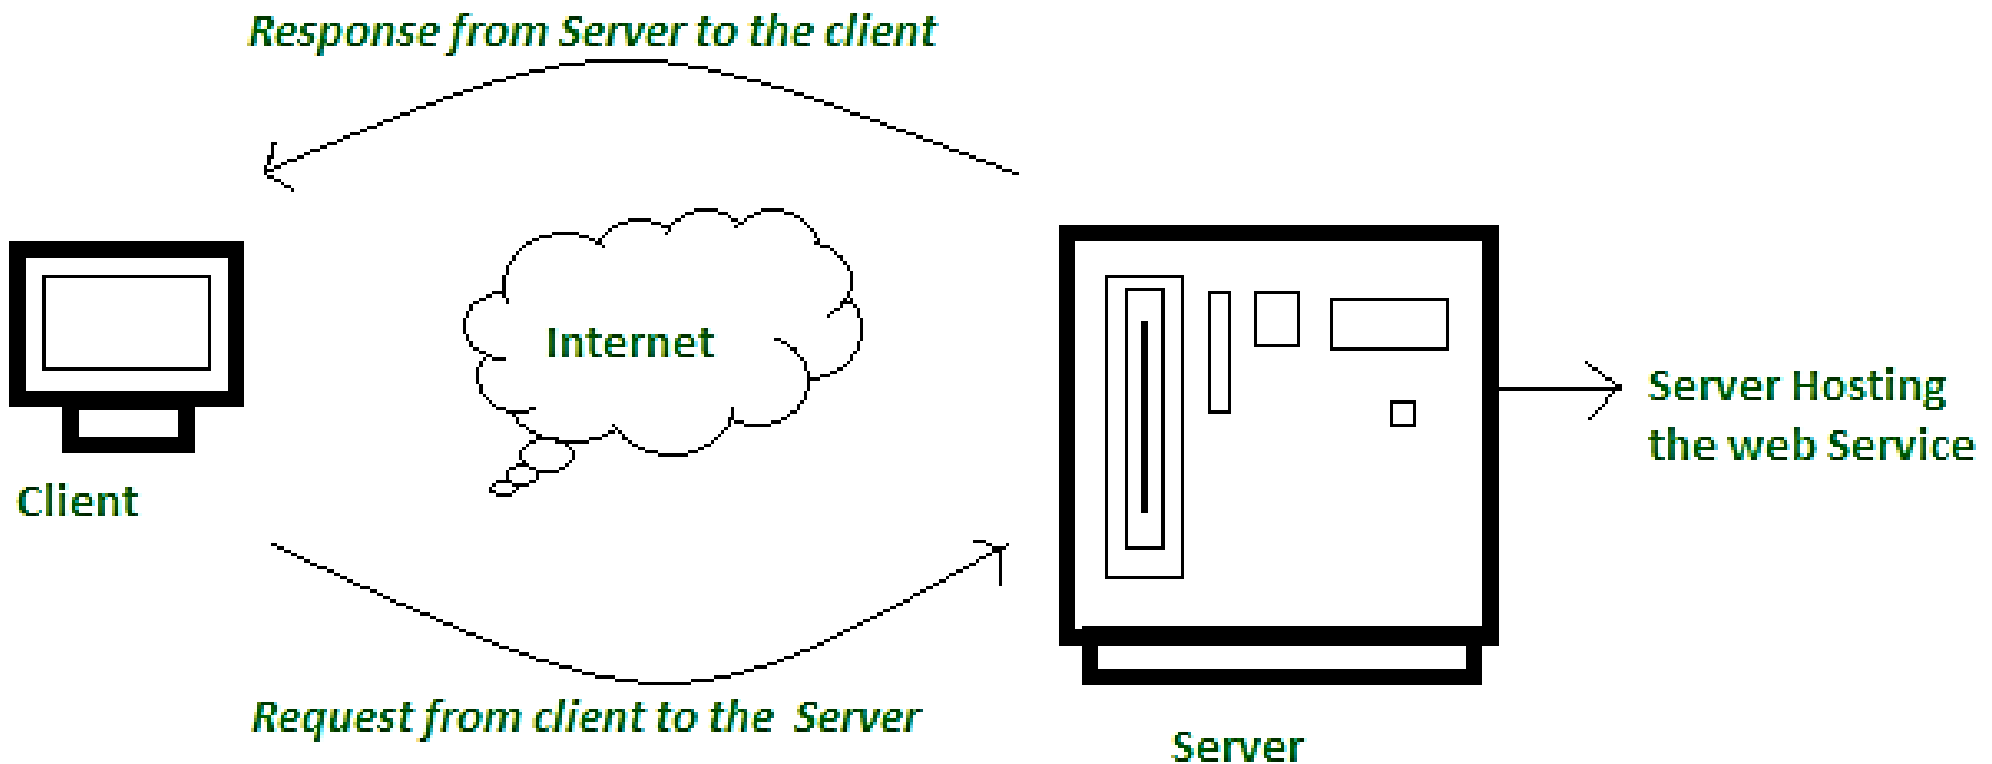 Response from Server to the client
Internet
Client
Server Hosting
the web Service
Request from client to the Server
Server